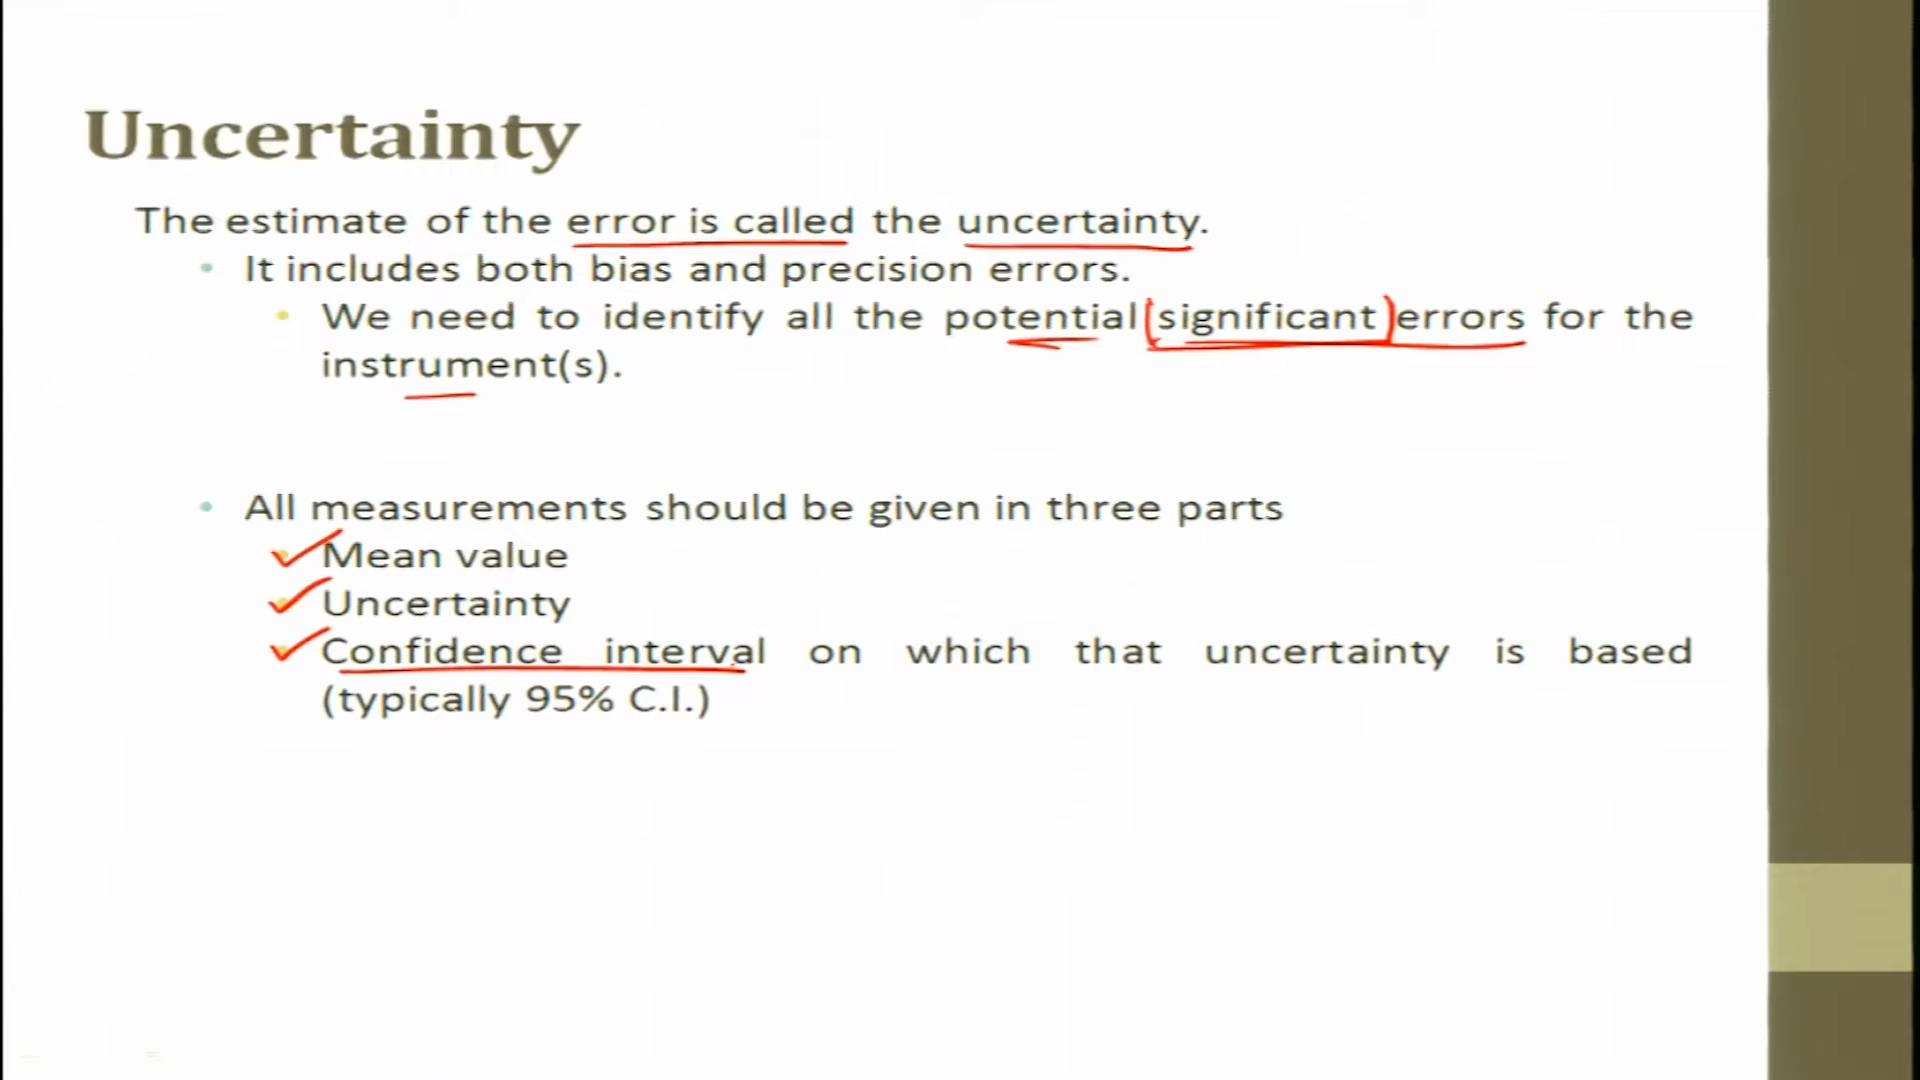 Uncertainty
The estimate of the error is called the uncertainty.
It includes both bias and precision errors.
We need to identify all the potential significant errors for the
instrument(s).
All measurements should be given in three parts
Mean value
Uncertainty
Confidence interval on which that uncertainty is based
(typically 95% C.I.)